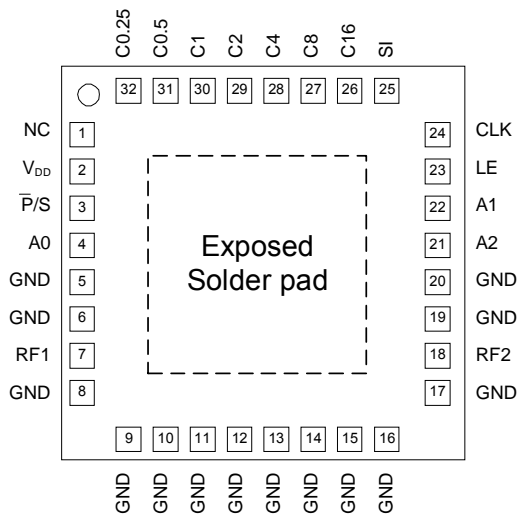 C0.25 C0.5 C1 C2 C4 C8 C16 SI
32 31 30 29 28 27 26 25
NC 1 24 CLK
VDD 2 23 LE
P̅/S 3 22 A1
A0 4 21 A2
GND 5 20 GND
GND 6 19 GND
RF1 7 18 RF2
GND 8 17 GND
Exposed
Solder pad
9 10 11 12 13 14 15 16
GND GND GND GND GND GND GND GND